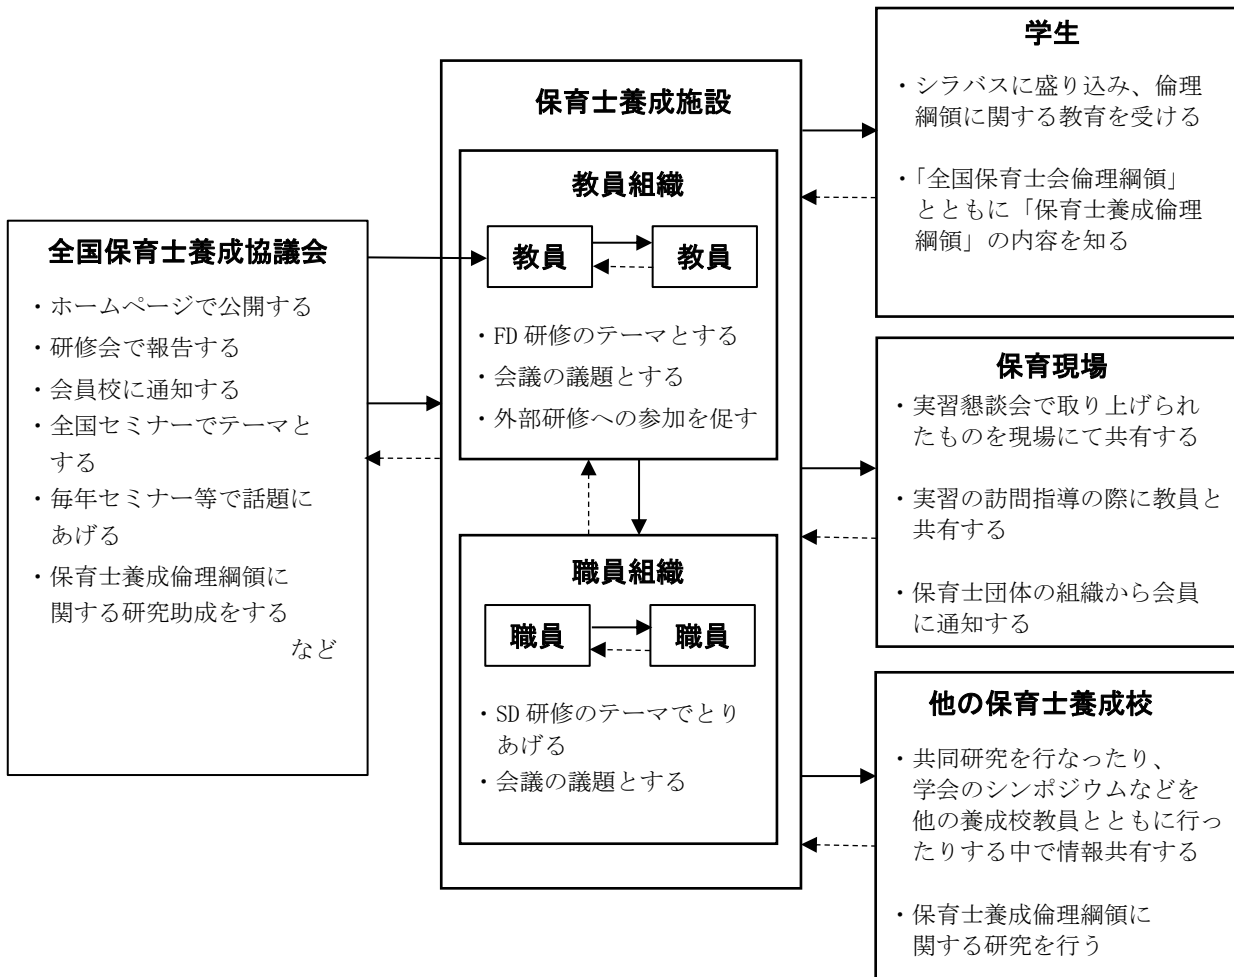 全国保育士養成協議会
・ホームページで公開する
・研修会で報告する
・会員校に通知する
・全国セミナーでテーマと
する
・毎年セミナー等で話題に
あげる
・保育士養成倫理綱領に
関する研究助成をする
など
保育士養成施設
教員組織
教員
教員
・FD 研修のテーマとする
・会議の議題とする
・外部研修への参加を促す
職員組織
職員
職員
・SD 研修のテーマでとり
あげる
・会議の議題とする
学生
・シラバスに盛り込み、倫理
綱領に関する教育を受ける
・「全国保育士会倫理綱領」
とともに「保育士養成倫理
綱領」の内容を知る
保育現場
・実習懇談会で取り上げられ
たものを現場にて共有する
・実習の訪問指導の際に教員と
共有する
・保育士団体の組織から会員
に通知する
他の保育士養成校
・共同研究を行なったり、
学会のシンポジウムなどを
他の養成校教員とともに行っ
たりする中で情報共有する
・保育士養成倫理綱領に
関する研究を行う